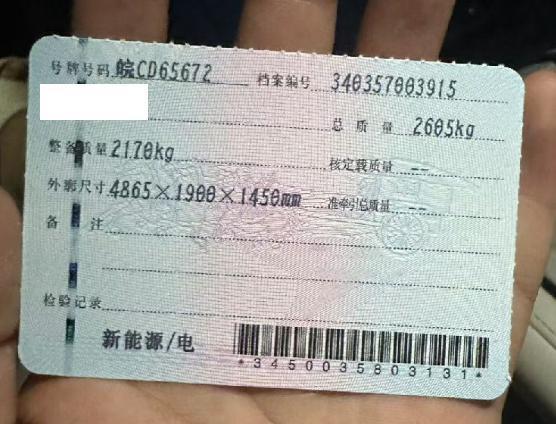 号牌号码 皖CD65672 档案编号 340357003915
总质量 2605kg
整备质量 2170kg 核定载质量 --
外廓尺寸 4865×1900×1450mm 准牵引总质量 --
备注
检验记录
新能源/电
*3450035803131*